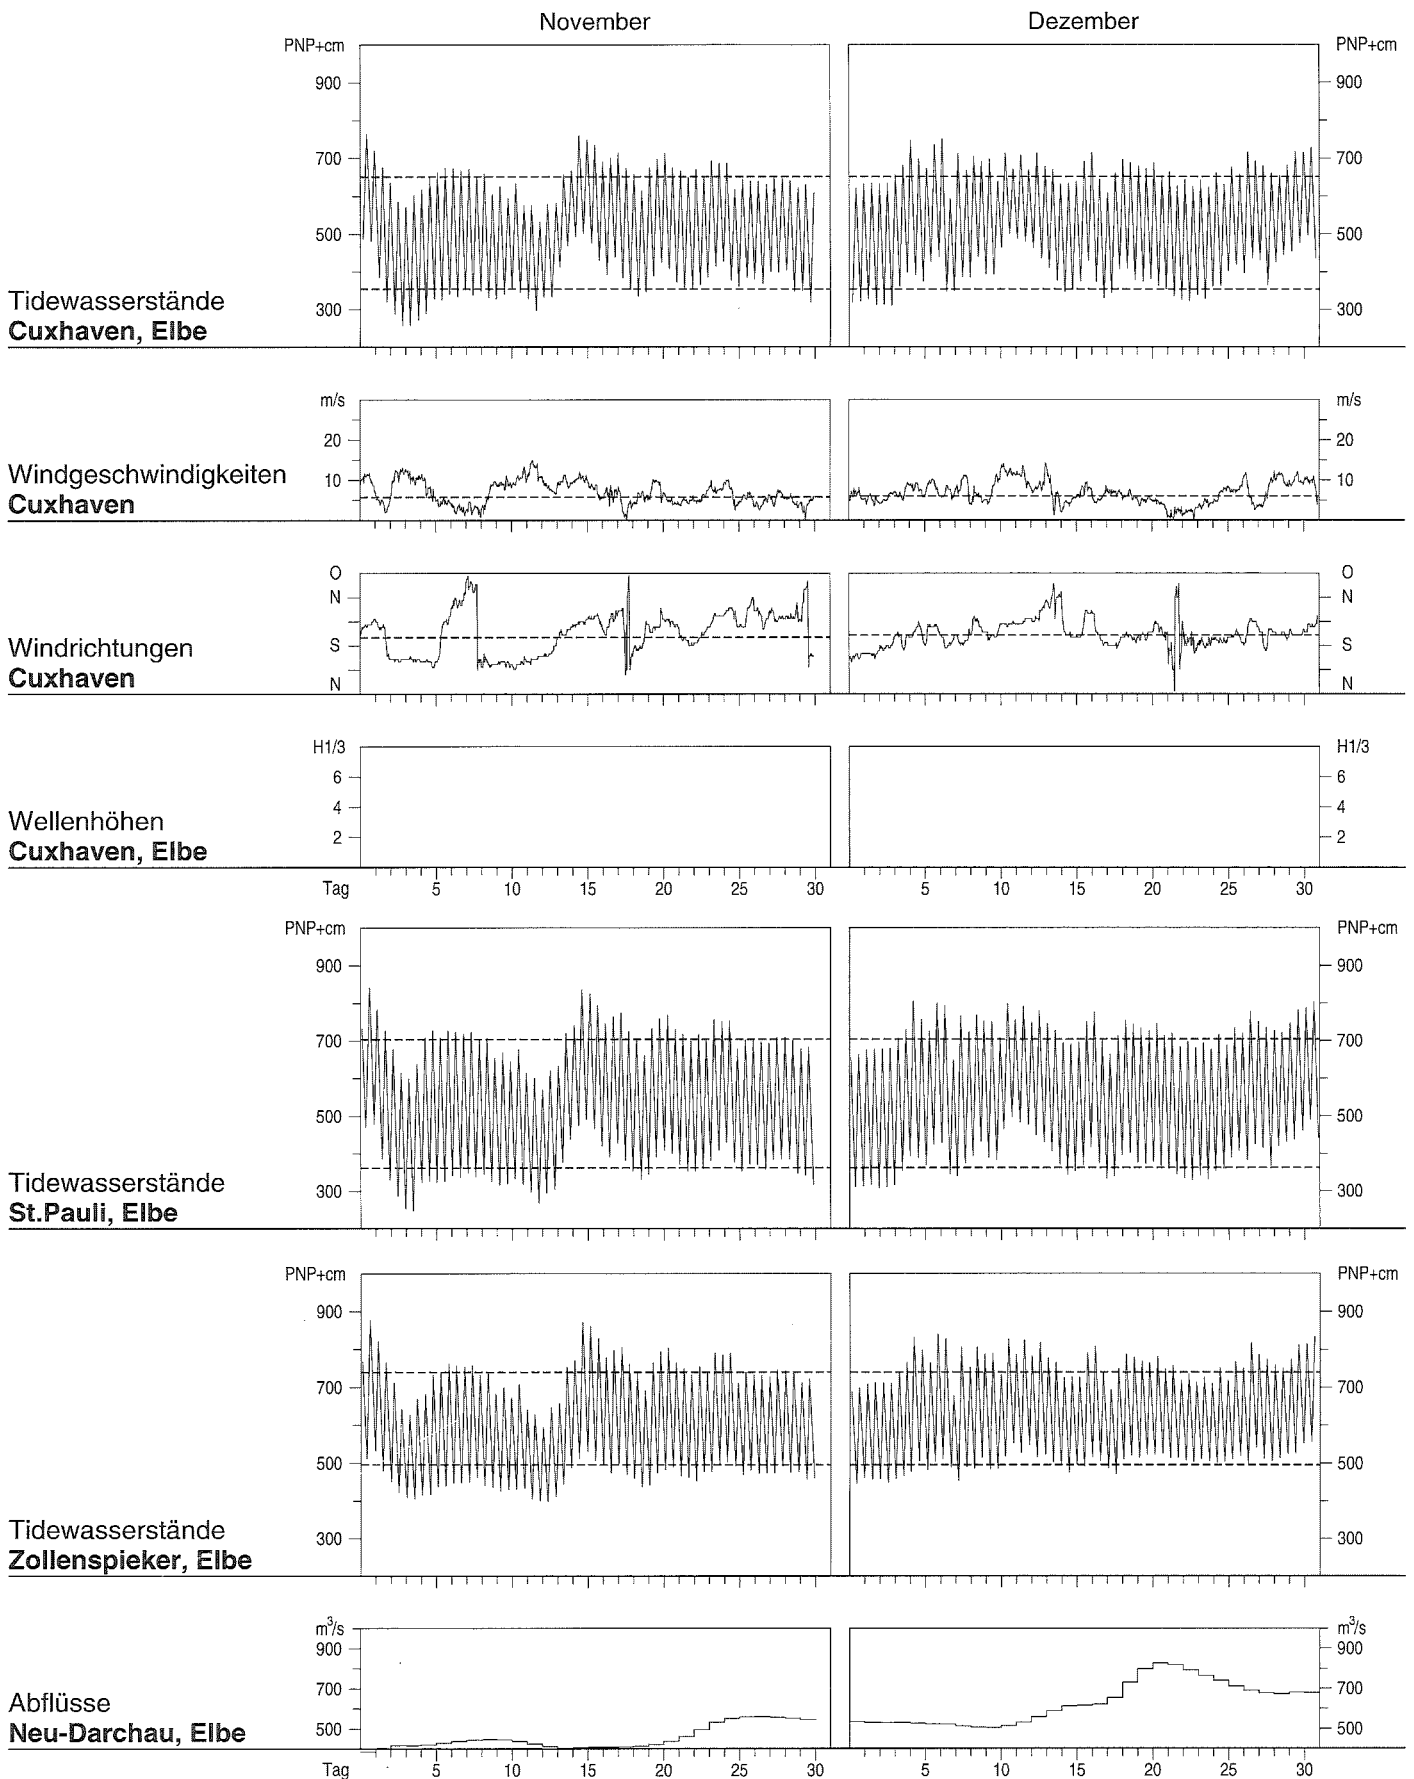 November Dezember
PNP+cm PNP+cm
900 900
700 700
500 500
300 300
Tidewasserstände
Cuxhaven, Elbe
m/s m/s
20 20
10 10
Windgeschwindigkeiten
Cuxhaven
O O
N N
S S
N N
Windrichtungen
Cuxhaven
H1/3 H1/3
6 6
4 4
2 2
Wellenhöhen
Cuxhaven, Elbe
Tag 5 10 15 20 25 30 5 10 15 20 25 30
PNP+cm PNP+cm
900 900
700 700
500 500
300 300
Tidewasserstände
St.Pauli, Elbe
PNP+cm PNP+cm
900 900
700 700
500 500
300 300
Tidewasserstände
Zollenspieker, Elbe
m³/s m³/s
900 900
700 700
500 500
Abflüsse
Neu-Darchau, Elbe
Tag 5 10 15 20 25 30 5 10 15 20 25 30